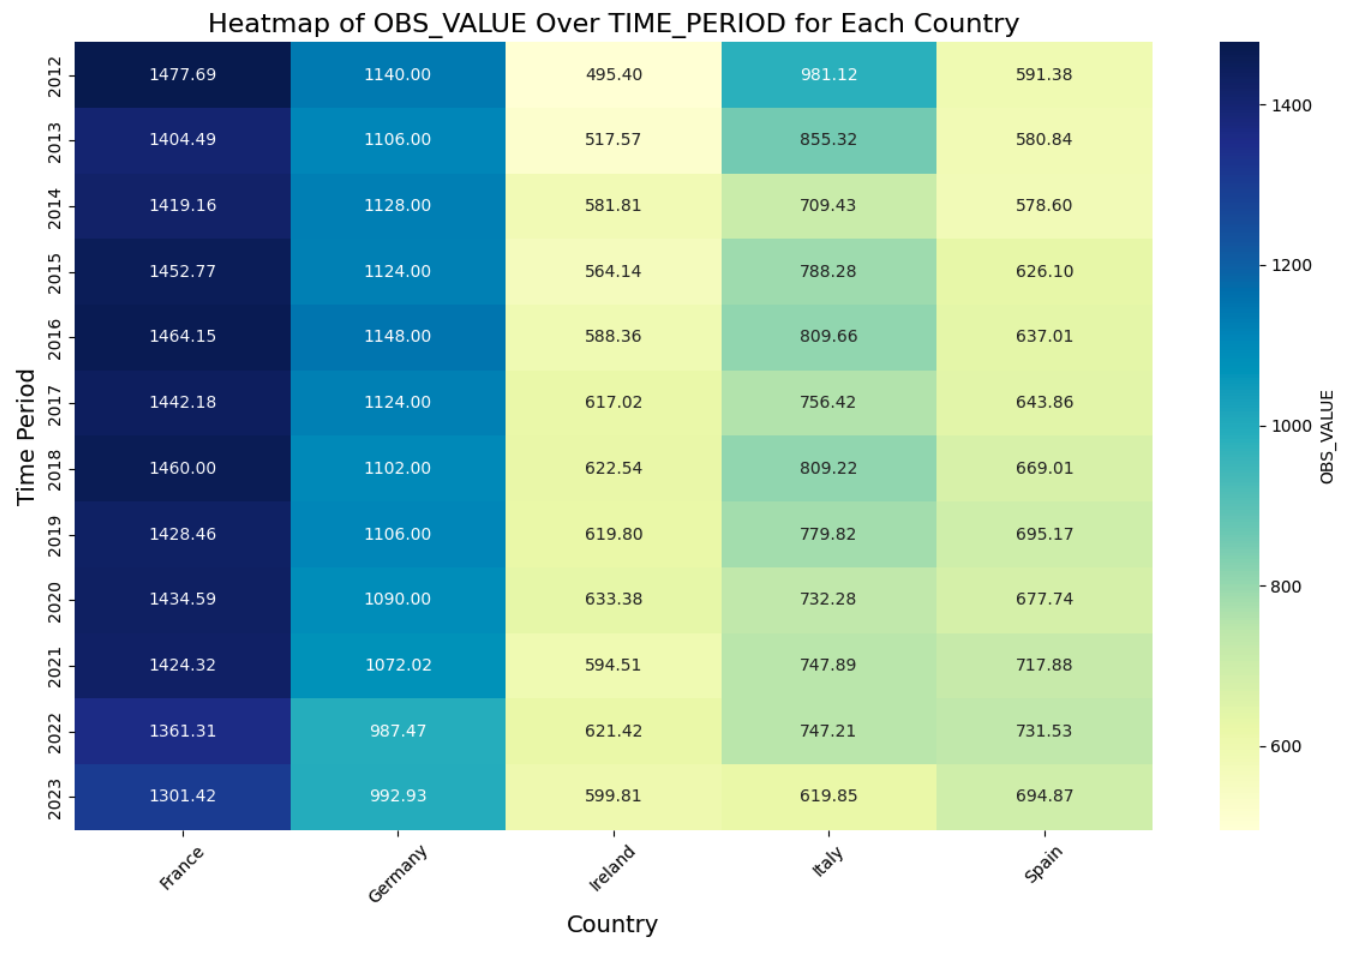 Heatmap of OBS_VALUE Over TIME_PERIOD for Each Country
Time Period
2012 1477.69 1140.00 495.40 981.12 591.38
2013 1404.49 1106.00 517.57 855.32 580.84
2014 1419.16 1128.00 581.81 709.43 578.60
2015 1452.77 1124.00 564.14 788.28 626.10
2016 1464.15 1148.00 588.36 809.66 637.01
2017 1442.18 1124.00 617.02 756.42 643.86
2018 1460.00 1102.00 622.54 809.22 669.01
2019 1428.46 1106.00 619.80 779.82 695.17
2020 1434.59 1090.00 633.38 732.28 677.74
2021 1424.32 1072.02 594.51 747.89 717.88
2022 1361.31 987.47 621.42 747.21 731.53
2023 1301.42 992.93 599.81 619.85 694.87
France Germany Ireland Italy Spain
Country
1400
1200
1000
800
600
OBS_VALUE